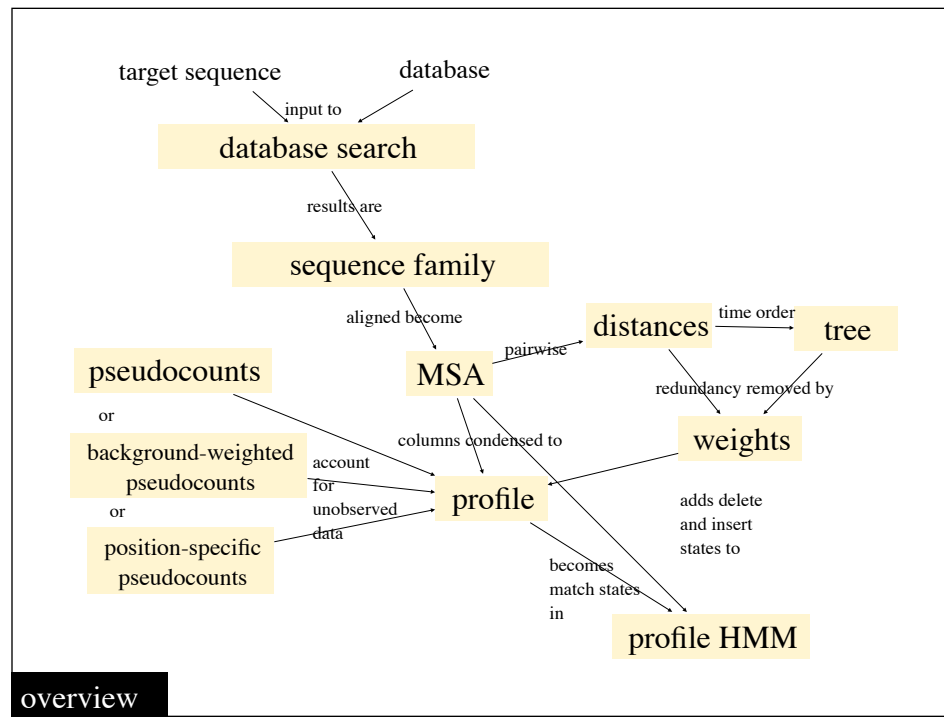 target sequence
database
input to
database search
results are
sequence family
aligned become
distances
time order
tree
pairwise
MSA
pseudocounts
redundancy removed by
or
columns condensed to
weights
background-weighted
pseudocounts
account
for
unobserved
data
profile
adds delete
and insert
states to
or
position-specific
pseudocounts
becomes
match states
in
profile HMM
overview